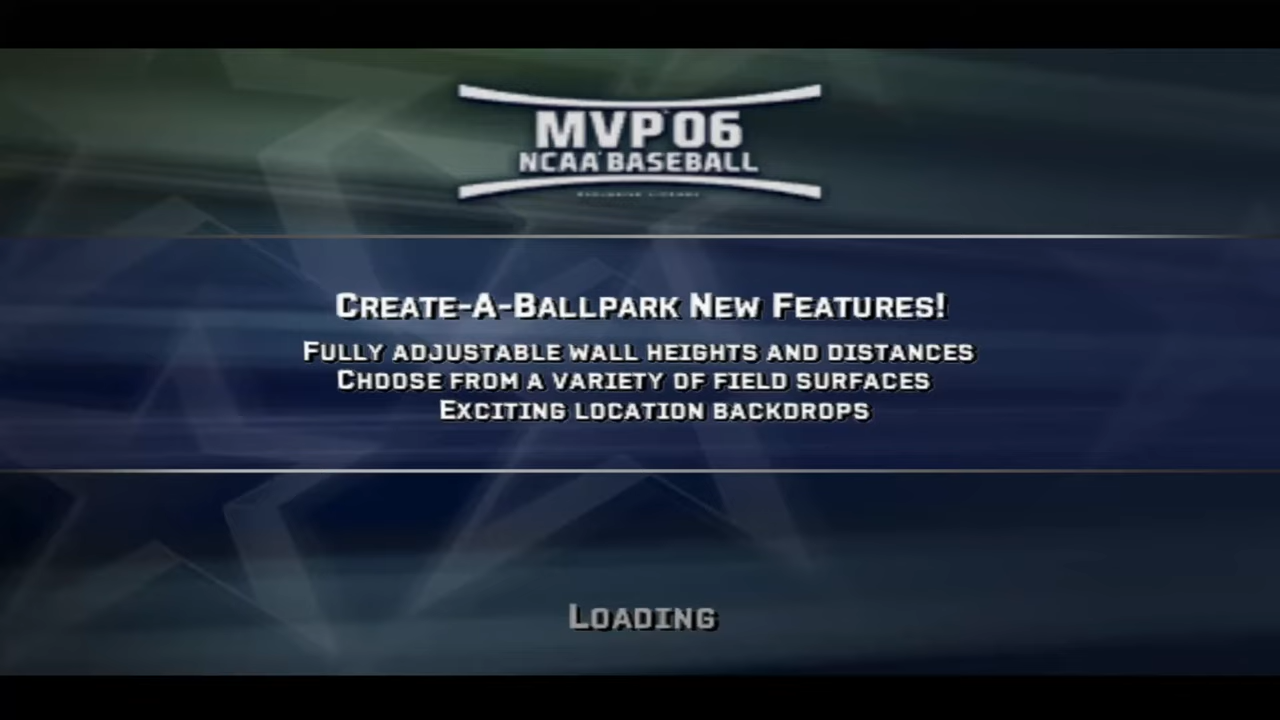 MVP 06
NCAA BASEBALL
CREATE-A-BALLPARK NEW FEATURES!
FULLY ADJUSTABLE WALL HEIGHTS AND DISTANCES
CHOOSE FROM A VARIETY OF FIELD SURFACES
EXCITING LOCATION BACKDROPS
LOADING